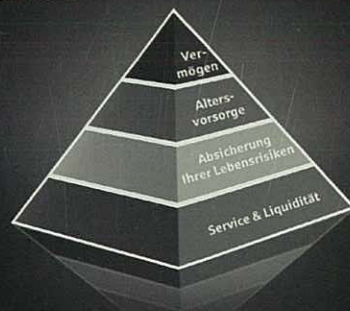 Ver-
mögen
Alters-
vorsorge
Absicherung
Ihrer Lebensrisiken
Service & Liquidität